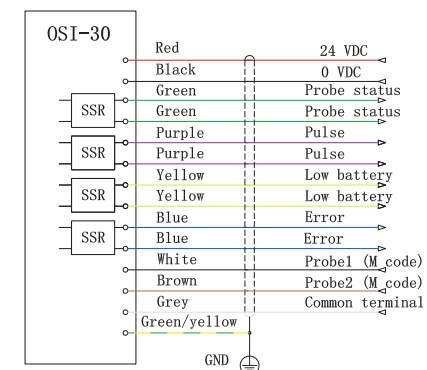 OSI-30
Red 24 VDC
Black 0 VDC
Green Probe status
SSR
Green Probe status
Purple Pulse
SSR
Purple Pulse
Yellow Low battery
SSR
Yellow Low battery
Blue Error
SSR
Blue Error
White Probe1 (M code)
Brown Probe2 (M code)
Grey Common terminal
Green/yellow
GND